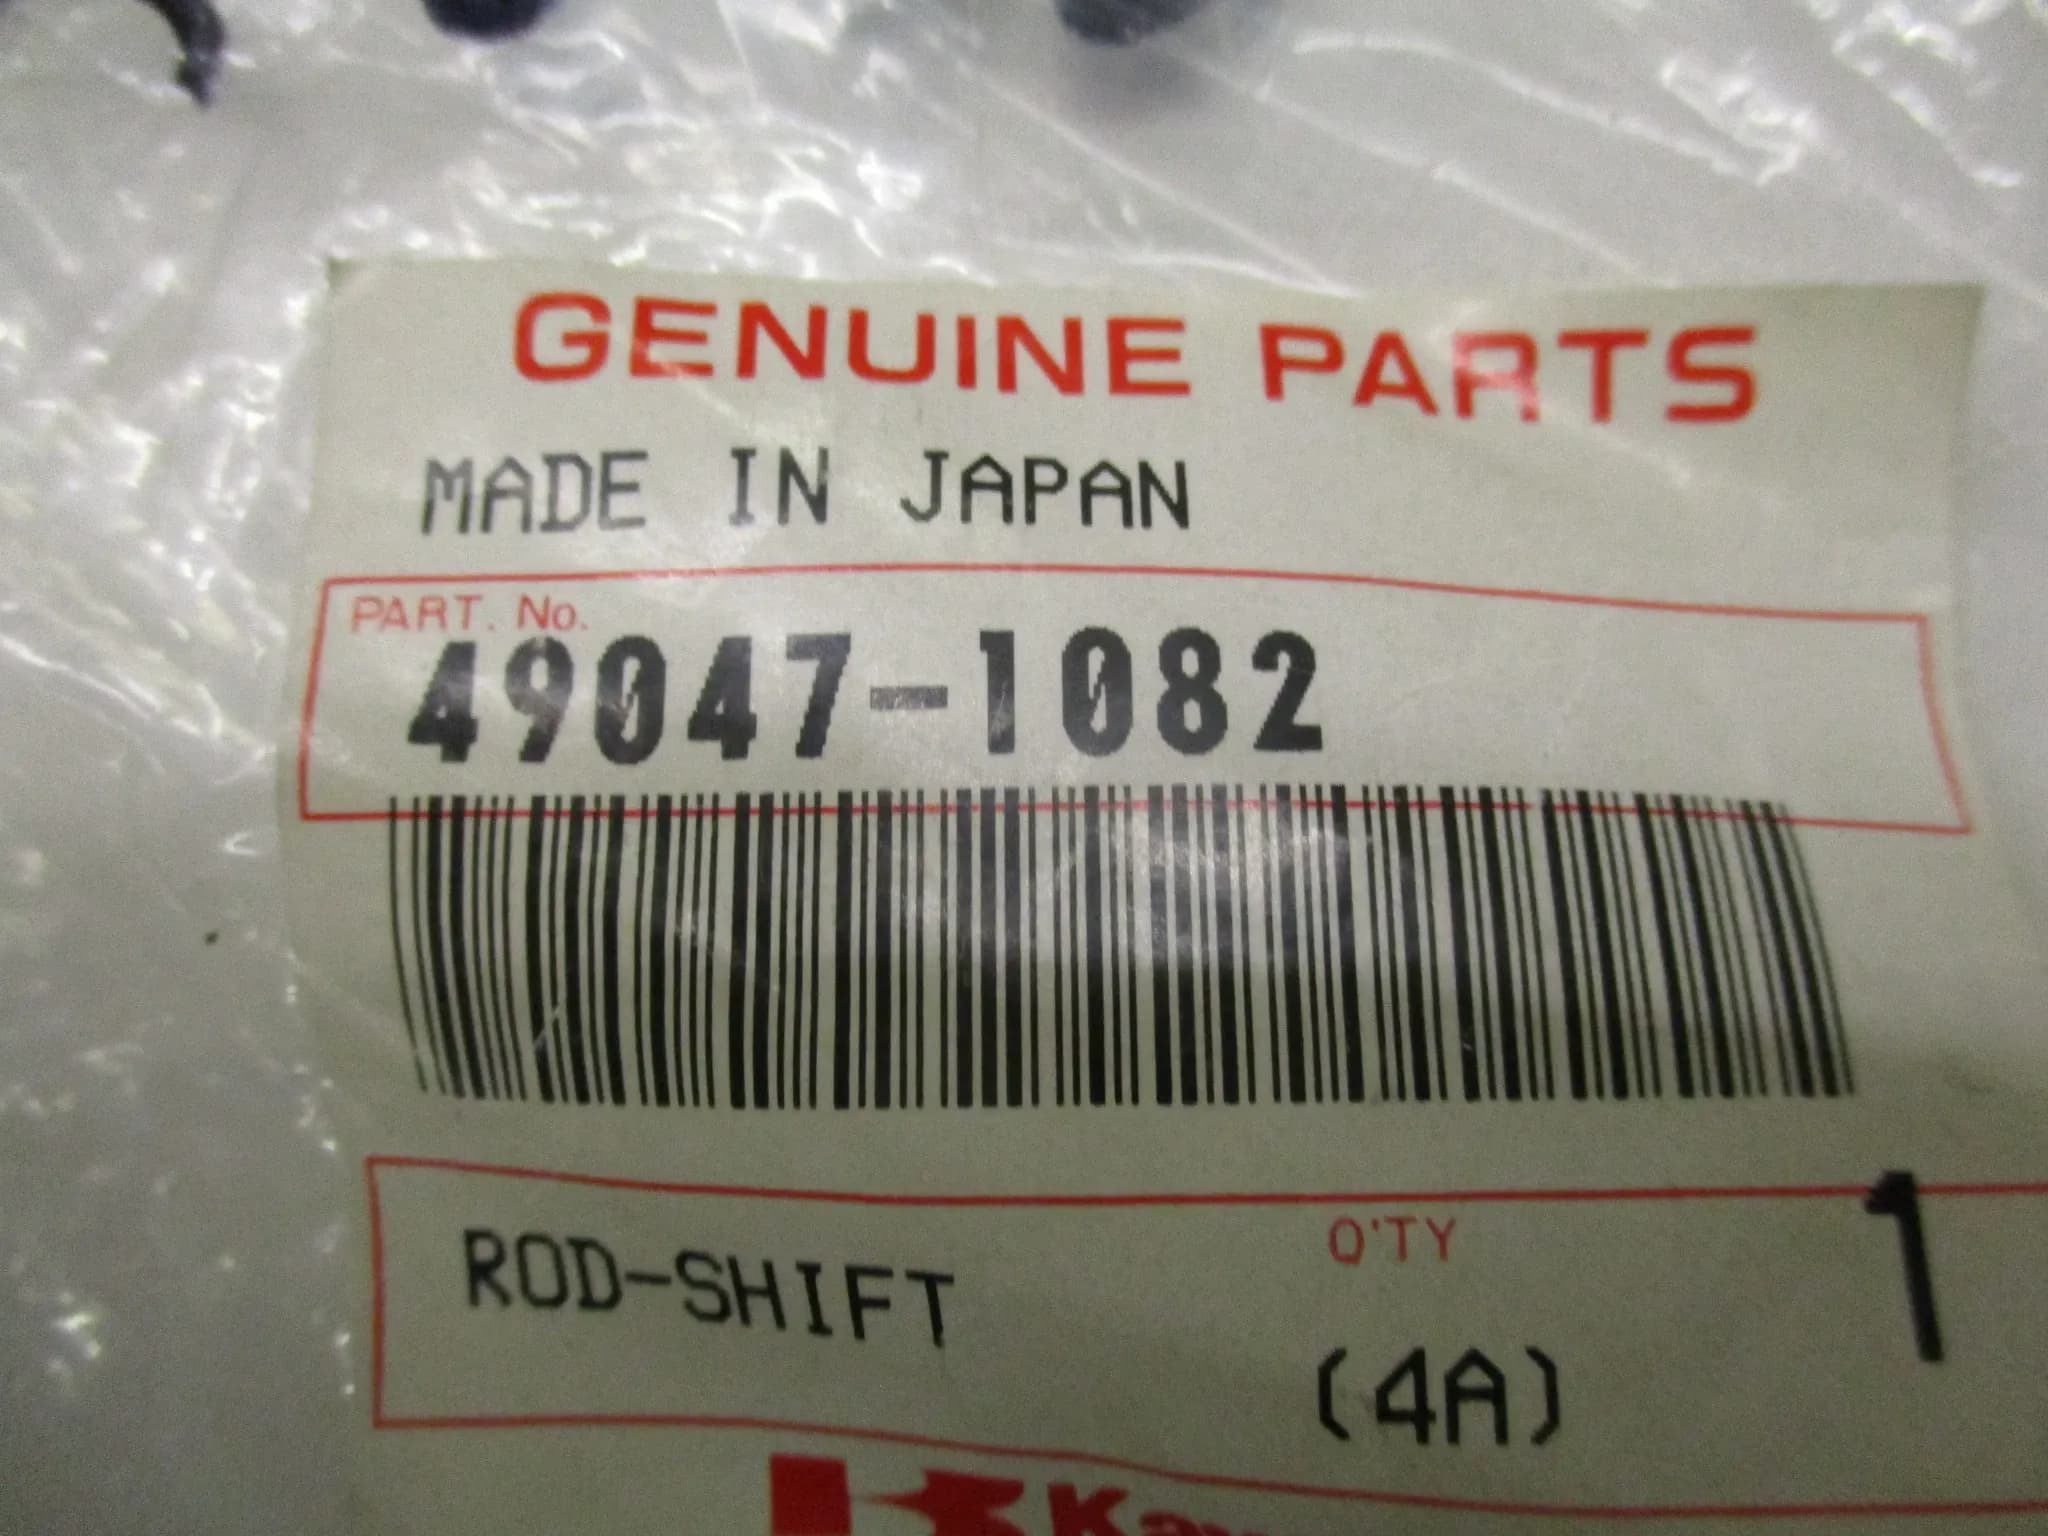 GENUINE PARTS
MADE IN JAPAN
PART. No.
49047-1082
Q'TY 1
ROD-SHIFT
(4A)